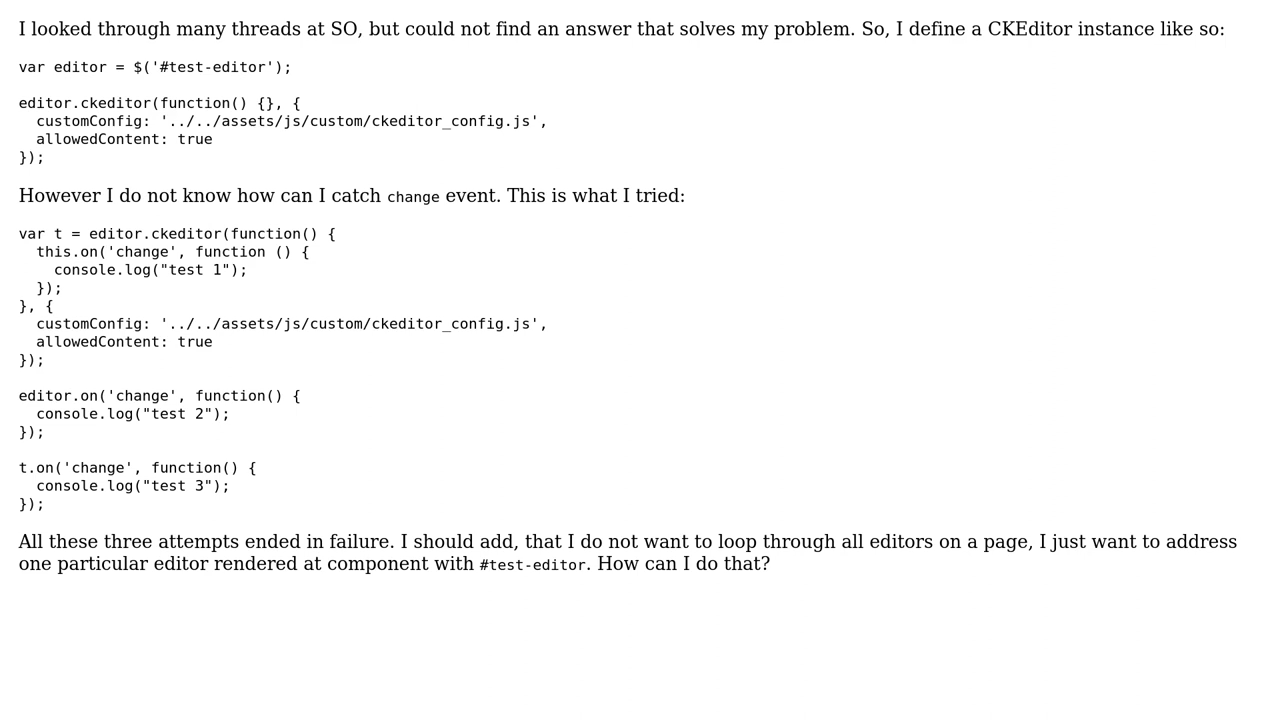 I looked through many threads at SO, but could not find an answer that solves my problem. So, I define a CKEditor instance like so:
var editor = $('#test-editor');
editor.ckeditor(function() {}, {
  customConfig: '../../assets/js/custom/ckeditor_config.js',
  allowedContent: true
});
However I do not know how can I catch change event. This is what I tried:
var t = editor.ckeditor(function() {
  this.on('change', function () {
    console.log("test 1");
  });
}, {
  customConfig: '../../assets/js/custom/ckeditor_config.js',
  allowedContent: true
});
editor.on('change', function() {
  console.log("test 2");
});
t.on('change', function() {
  console.log("test 3");
});
All these three attempts ended in failure. I should add, that I do not want to loop through all editors on a page, I just want to address
one particular editor rendered at component with #test-editor. How can I do that?